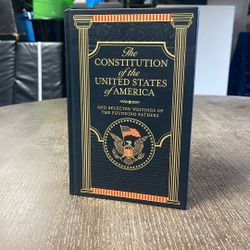 The
CONSTITUTION
of the
UNITED STATES
of AMERICA
AND SELECTED WRITINGS OF
THE FOUNDING FATHERS